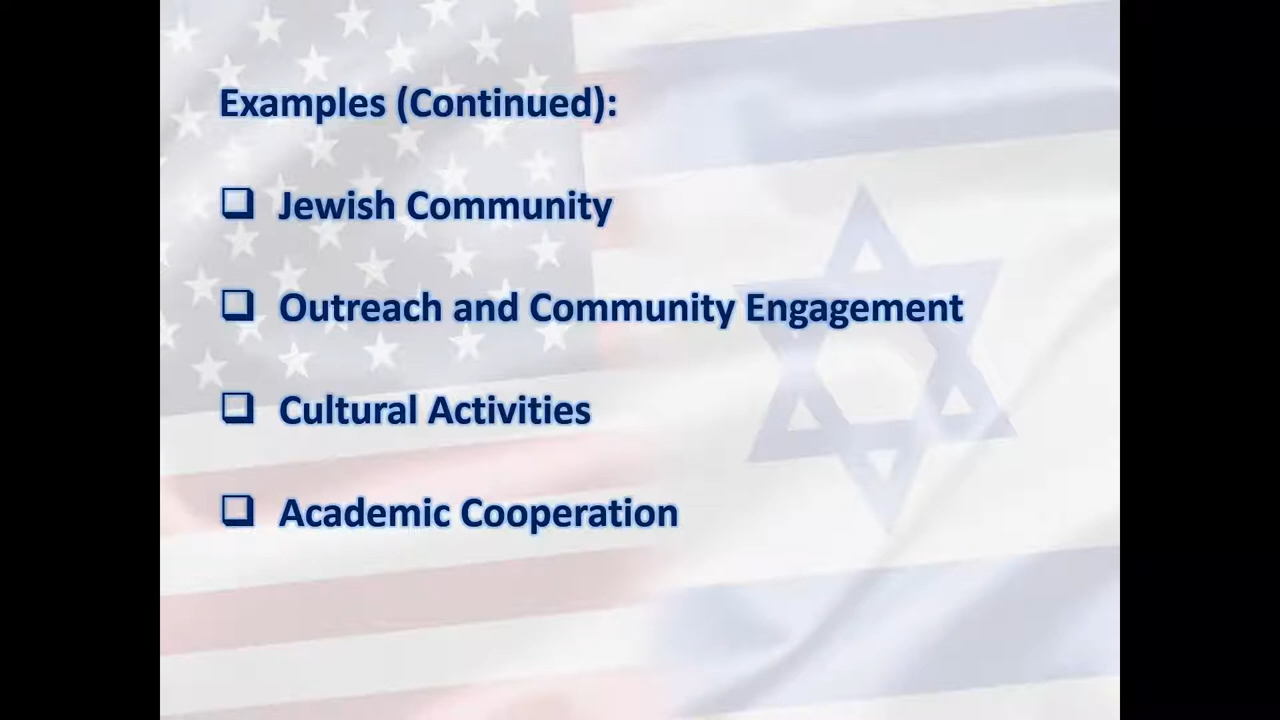 Examples (Continued):
Jewish Community
Outreach and Community Engagement
Cultural Activities
Academic Cooperation